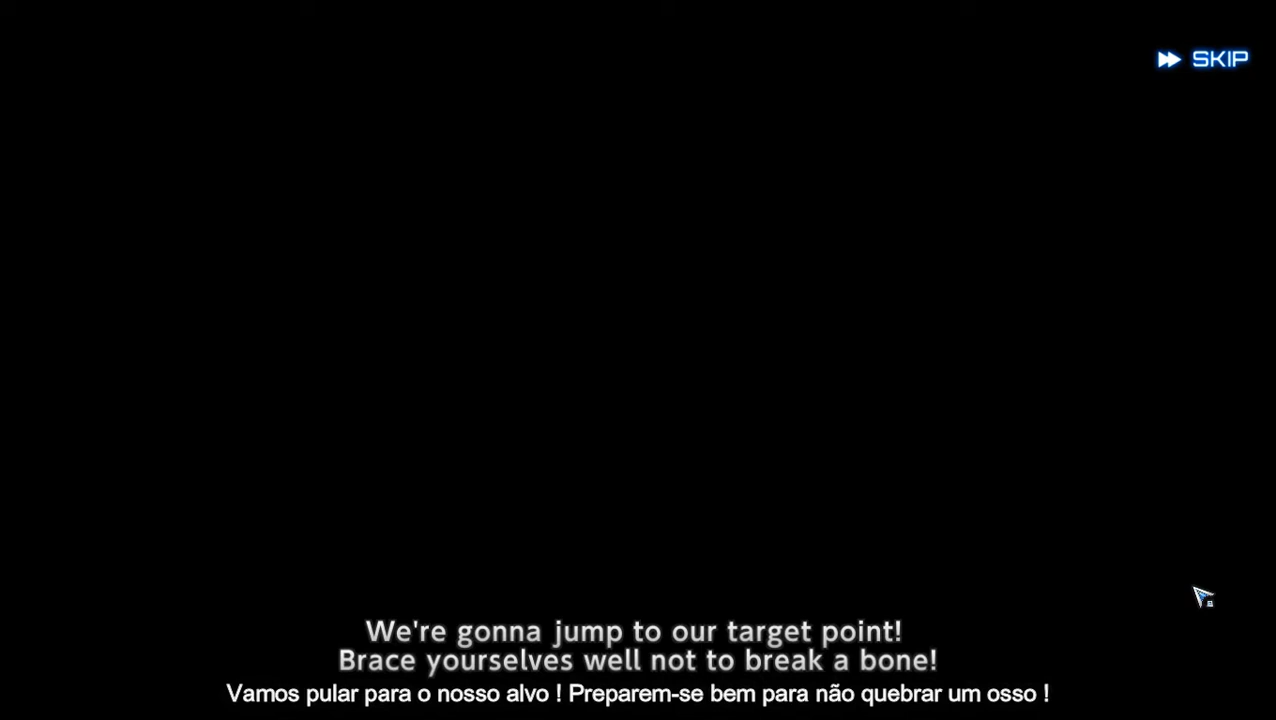 SKIP
We're gonna jump to our target point!
Brace yourselves well not to break a bone!
Vamos pular para o nosso alvo ! Preparem-se bem para não quebrar um osso !